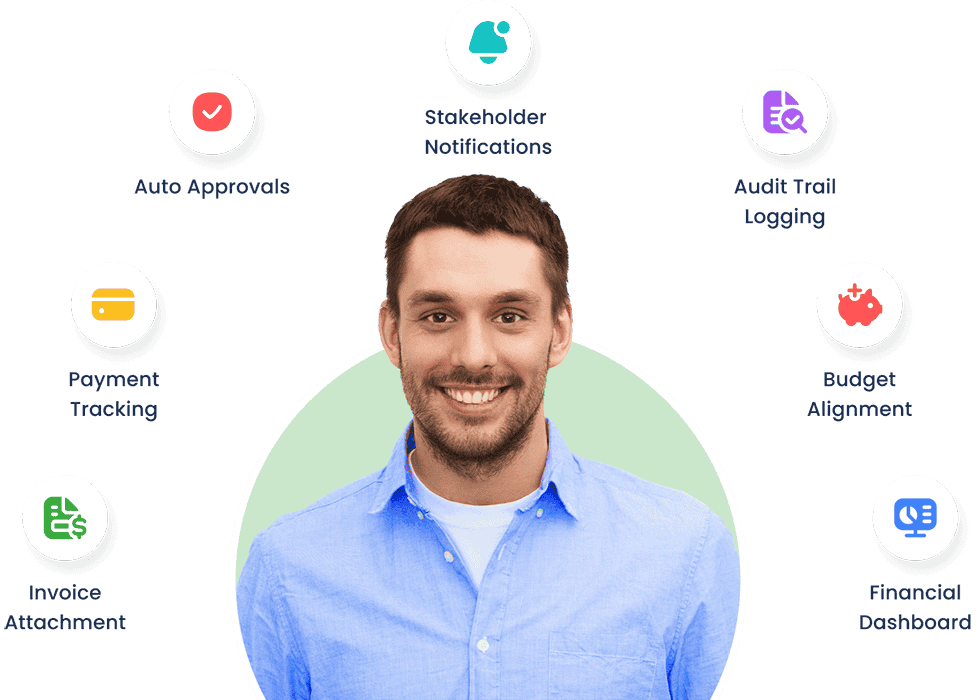 Stakeholder
Notifications
Auto Approvals
Audit Trail
Logging
Payment
Tracking
Budget
Alignment
Invoice
Attachment
Financial
Dashboard